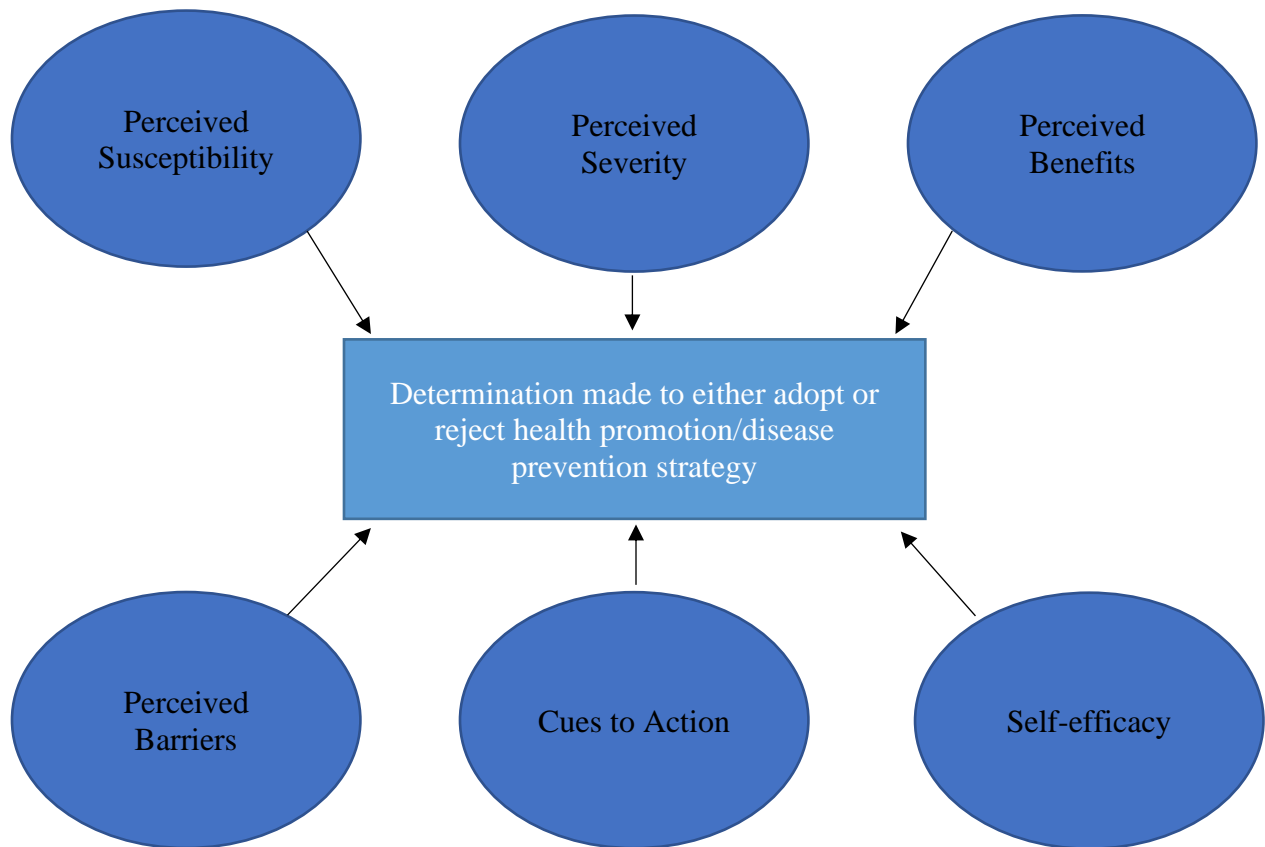 Perceived
Susceptibility
Perceived
Severity
Perceived
Benefits
Determination made to either adopt or
reject health promotion/disease
prevention strategy
Perceived
Barriers
Cues to Action
Self-efficacy